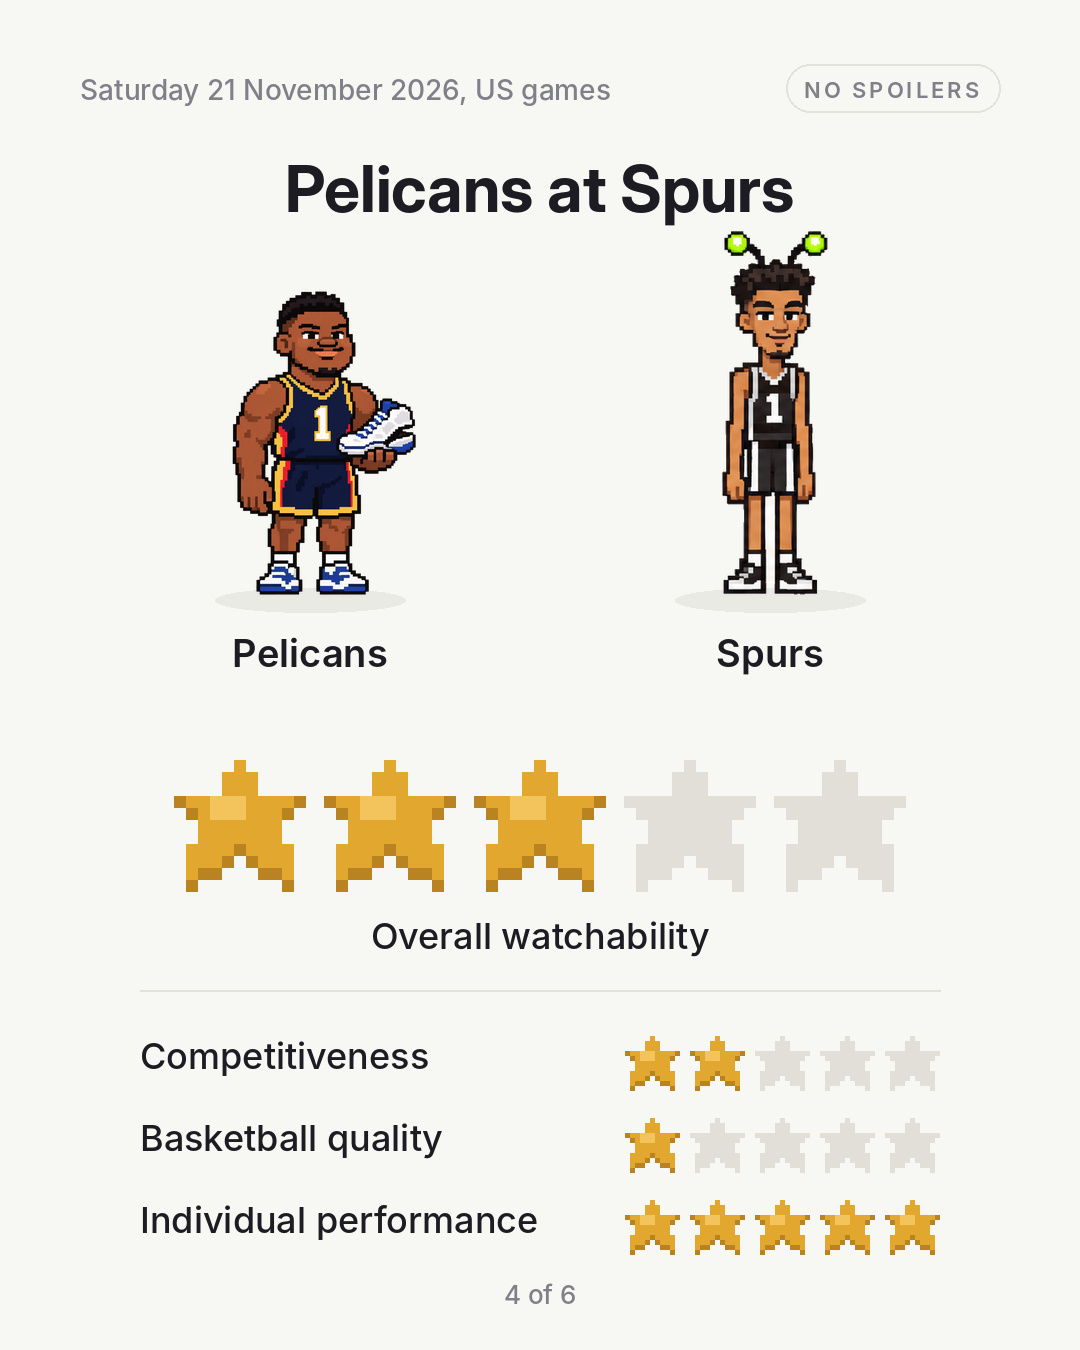 Saturday 21 November 2026, US games
NO SPOILERS
Pelicans at Spurs
1
1
Pelicans
Spurs
Overall watchability
Competitiveness
Basketball quality
Individual performance
4 of 6